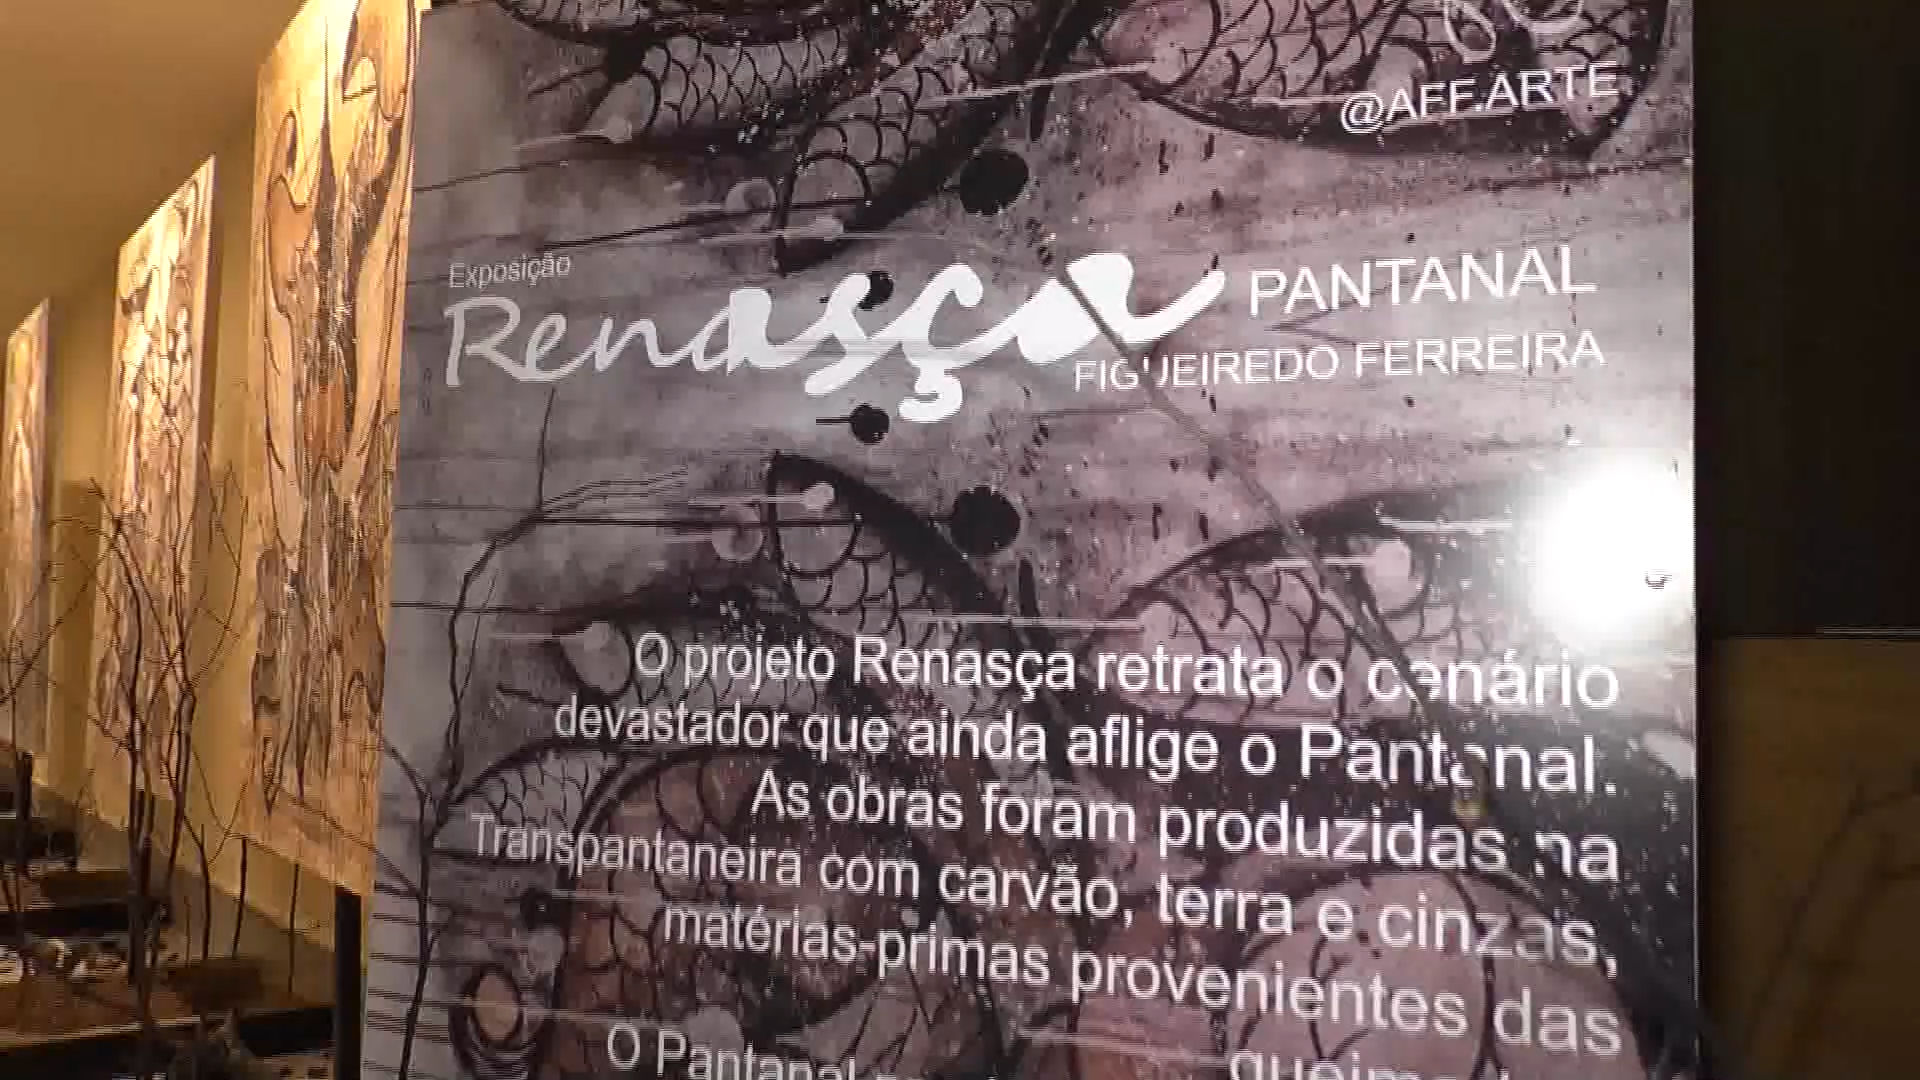 @AFF.ARTE
Exposição
Renasça PANTANAL
FIGUEIREDO FERREIRA
O projeto Renasça retrata o cenário
devastador que ainda aflige o Pantanal.
As obras foram produzidas na
Transpantaneira com carvão, terra e cinzas,
matérias-primas provenientes das
O Pantanal